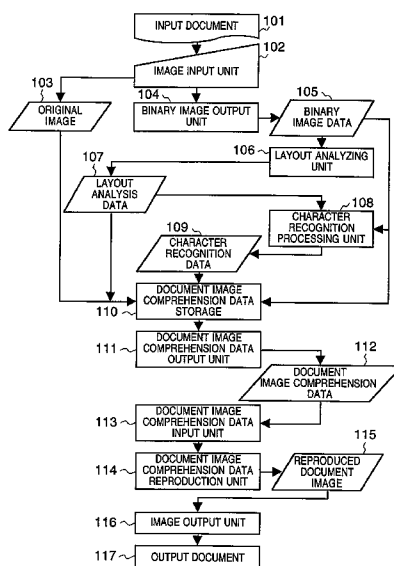 101
INPUT DOCUMENT
102
103
IMAGE INPUT UNIT
104
105
ORIGINAL
IMAGE
BINARY IMAGE OUTPUT
UNIT
BINARY
IMAGE DATA
106
107
LAYOUT ANALYZING
UNIT
LAYOUT
ANALYSIS
DATA
108
109
CHARACTER
RECOGNITION
PROCESSING UNIT
CHARACTER
RECOGNITION
DATA
DOCUMENT IMAGE
COMPREHENSION DATA
STORAGE
110
DOCUMENT IMAGE
COMPREHENSION DATA
OUTPUT UNIT
111
112
DOCUMENT
IMAGE COMPREHENSION
DATA
DOCUMENT IMAGE
COMPREHENSION DATA
INPUT UNIT
113
115
DOCUMENT IMAGE
COMPREHENSION DATA
REPRODUCTION UNIT
114
REPRODUCED
DOCUMENT
IMAGE
116
IMAGE OUTPUT UNIT
117
OUTPUT DOCUMENT